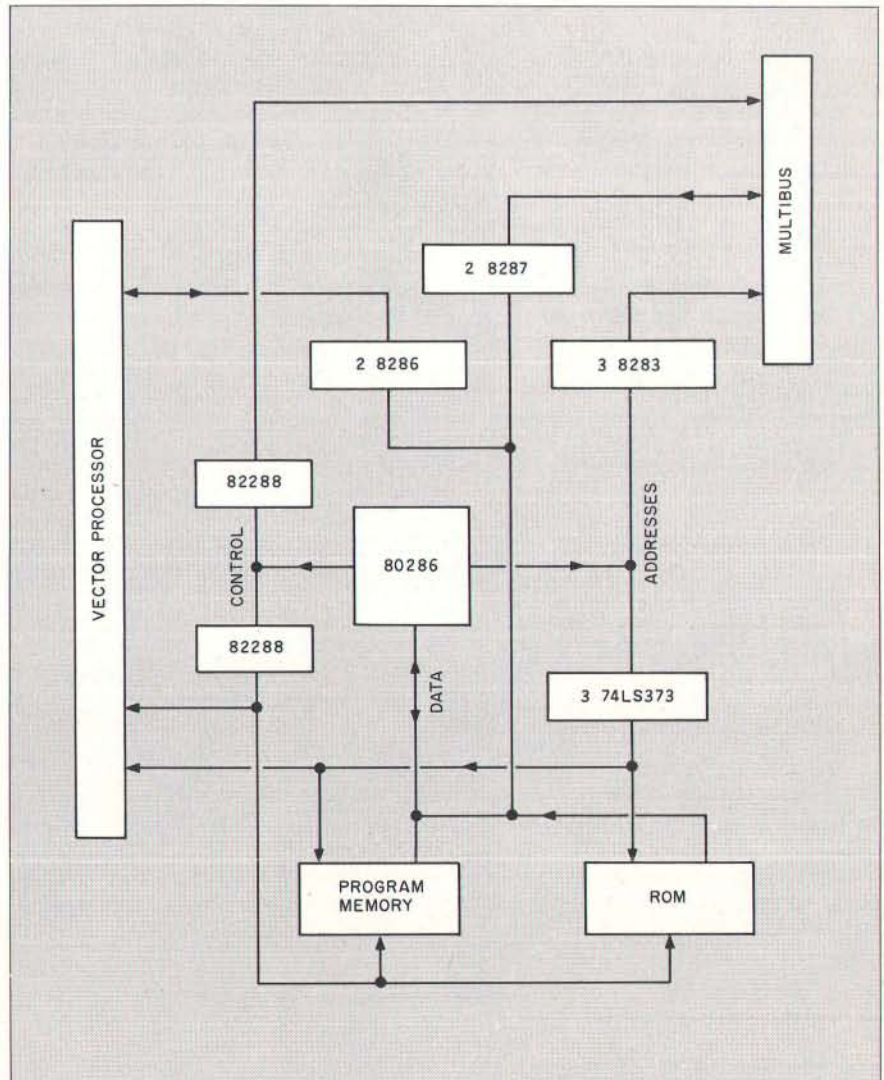 MULTIBUS
2 8287
2 8286
3 8283
VECTOR PROCESSOR
82288
CONTROL
80286
ADDRESSES
82288
DATA
3 74LS373
PROGRAM
MEMORY
ROM